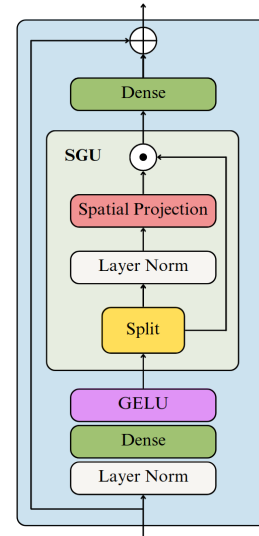 Dense
SGU
Spatial Projection
Layer Norm
Split
GELU
Dense
Layer Norm